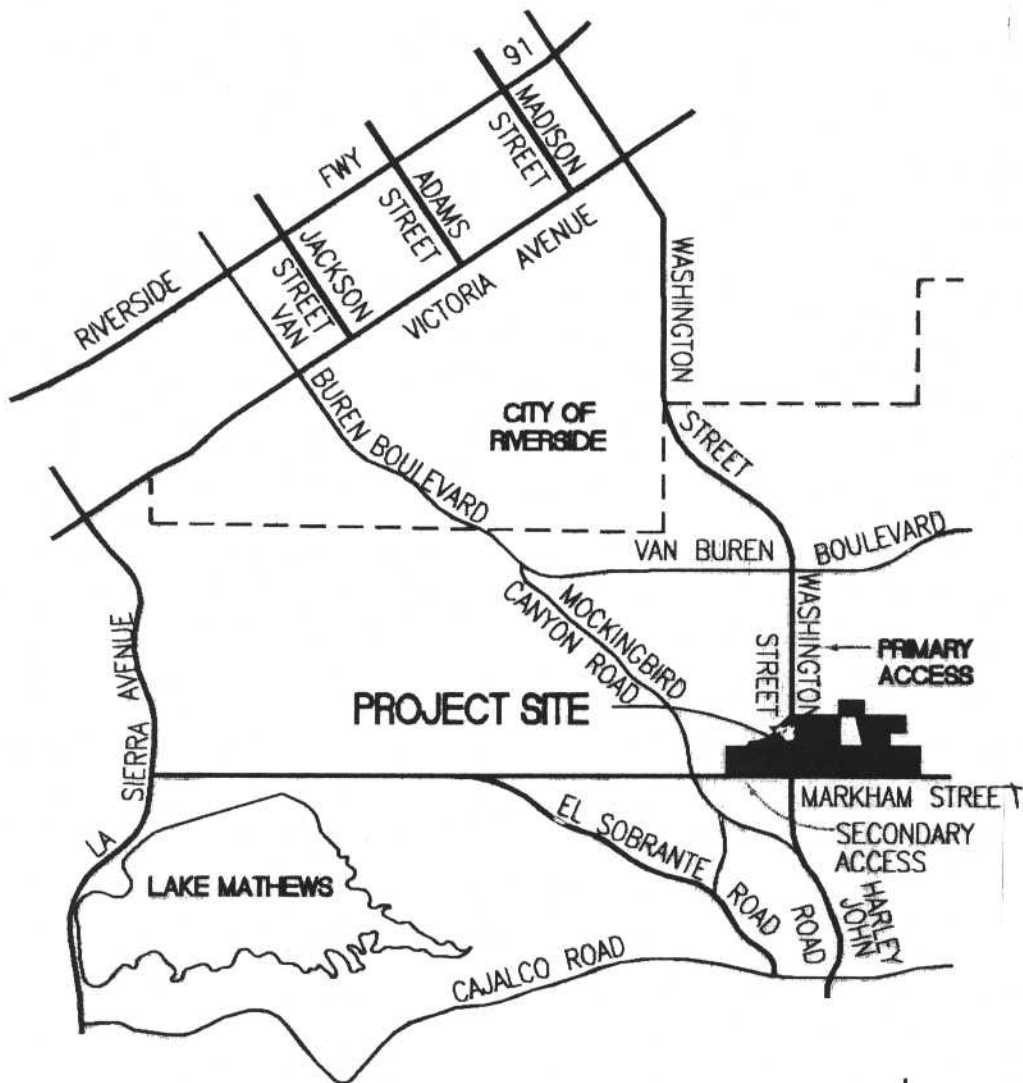 91
MADISON
STREET
FWY
ADAMS
STREET
JACKSON
STREET
RIVERSIDE
VICTORIA AVENUE
WASHINGTON
STREET
VAN
BUREN BOULEVARD
CITY OF
RIVERSIDE
VAN BUREN BOULEVARD
MOCKINGBIRD
CANYON ROAD
WASHINGTON
STREET
PRIMARY
ACCESS
PROJECT SITE
LA SIERRA AVENUE
MARKHAM STREET
SECONDARY
ACCESS
EL SOBRANTE ROAD
LAKE MATHEWS
HARLEY
JOHN
ROAD
CAJALCO ROAD